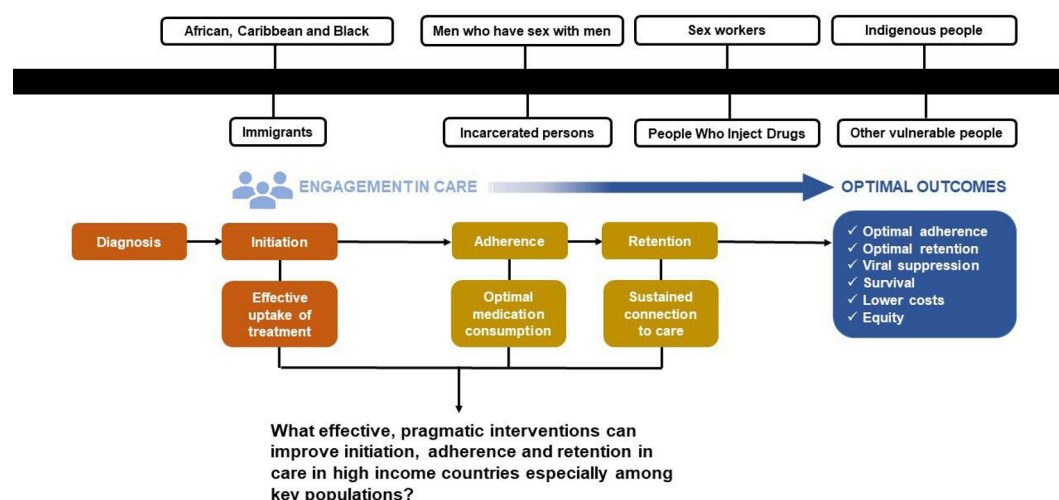 African, Caribbean and Black
Men who have sex with men
Sex workers
Indigenous people
Immigrants
Incarcerated persons
People Who Inject Drugs
Other vulnerable people
ENGAGEMENT IN CARE
OPTIMAL OUTCOMES
Diagnosis
Initiation
Adherence
Retention
✓ Optimal adherence
✓ Optimal retention
✓ Viral suppression
✓ Survival
✓ Lower costs
✓ Equity
Effective
uptake of
treatment
Optimal
medication
consumption
Sustained
connection
to care
What effective, pragmatic interventions can
improve initiation, adherence and retention in
care in high income countries especially among
key populations?